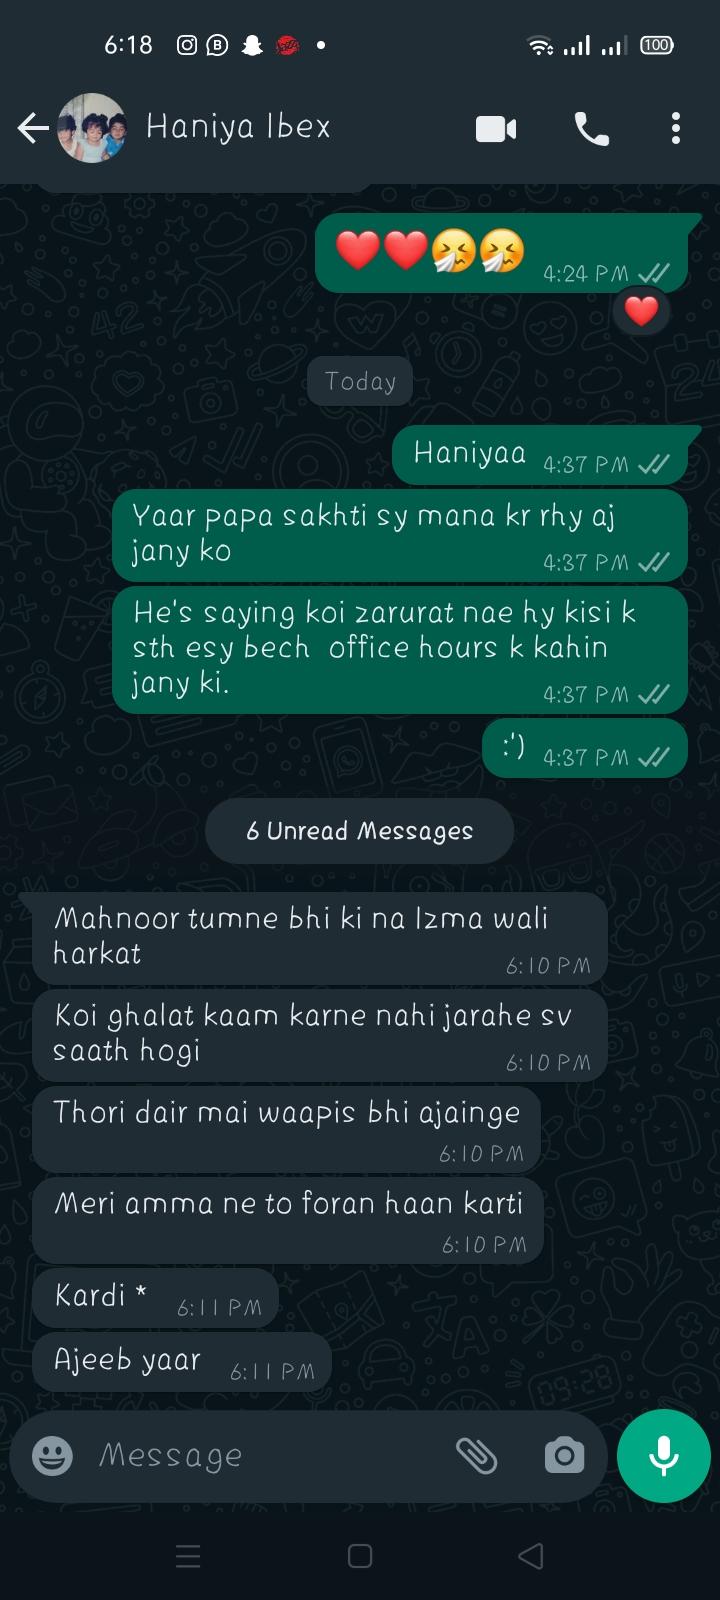 6:18
100
Haniya Ibex
4:24 PM
Today
Haniyaa 4:37 PM
Yaar papa sakhti sy mana kr rhy aj
jany ko
4:37 PM
He's saying koi zarurat nae hy kisi k
sth esy bech office hours k kahin
jany ki.
4:37 PM
:') 4:37 PM
6 Unread Messages
Mahnoor tumne bhi ki na Izma wali
harkat
6:10 PM
Koi ghalat kaam karne nahi jarahe sv
saath hogi
6:10 PM
Thori dair mai waapis bhi ajainge
6:10 PM
Meri amma ne to foran haan karti
6:10 PM
Kardi * 6:11 PM
Ajeeb yaar 6:11 PM
Message